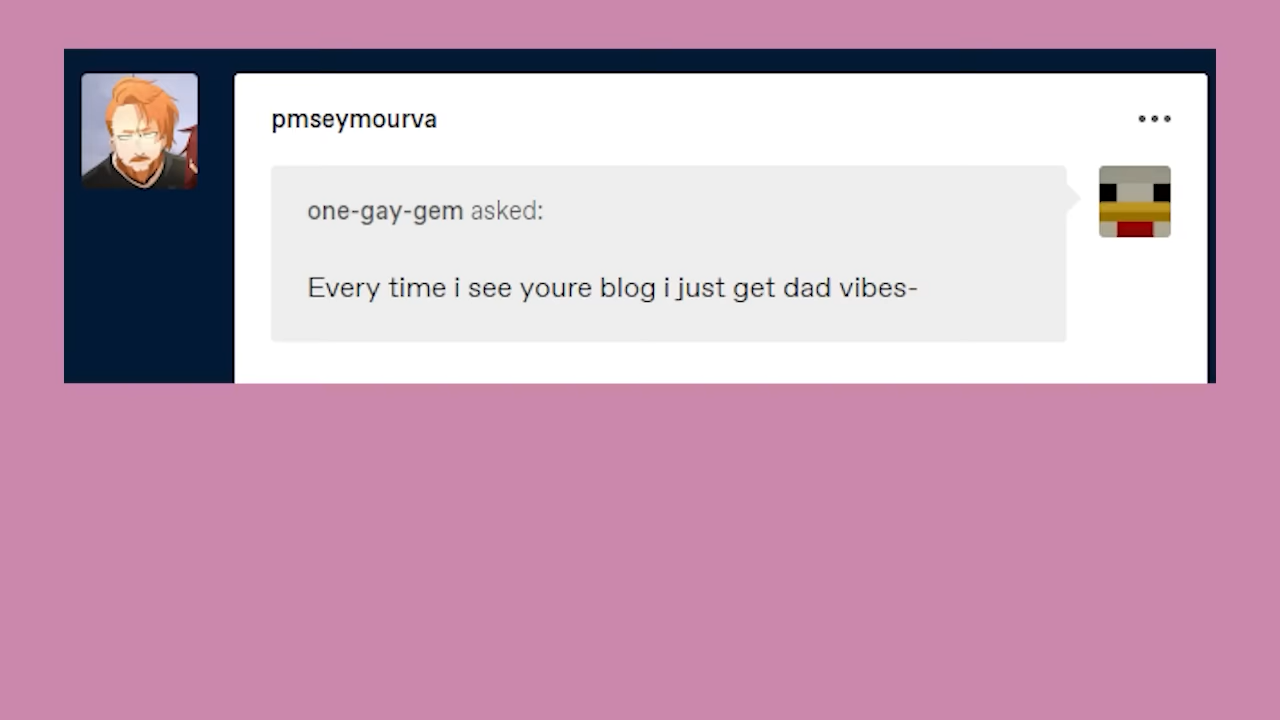 pmseymourva
one-gay-gem asked:
Every time i see youre blog i just get dad vibes-